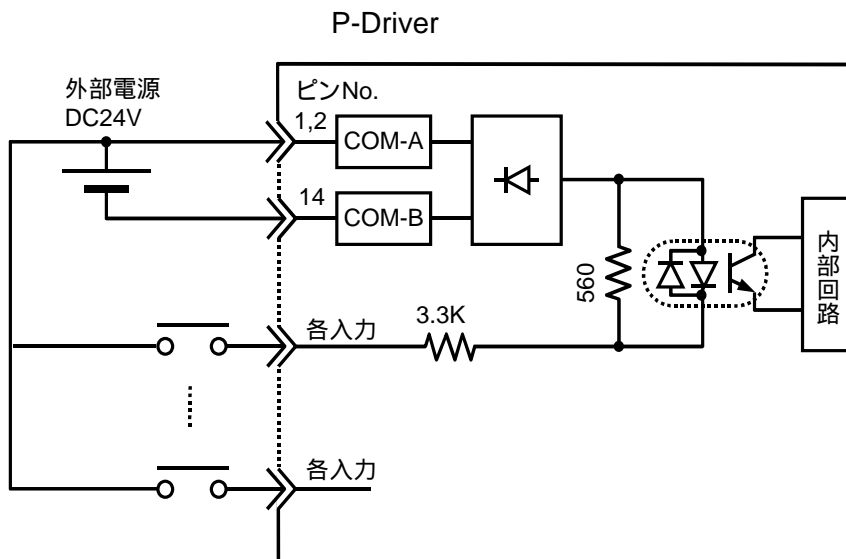 P-Driver
外部電源
DC24V
ピンNo.
1,2
COM-A
14
COM-B
560
内部回路
各入力
3.3K
各入力